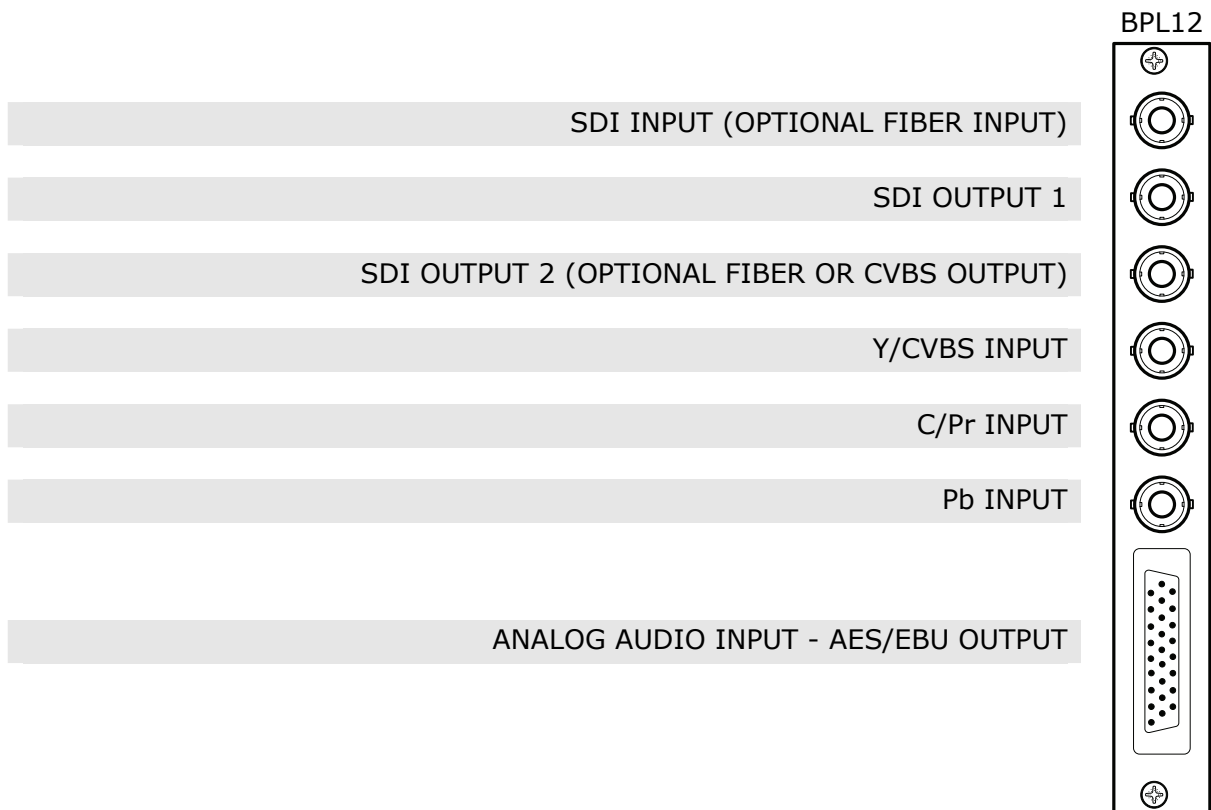 BPL12
SDI INPUT (OPTIONAL FIBER INPUT)
SDI OUTPUT 1
SDI OUTPUT 2 (OPTIONAL FIBER OR CVBS OUTPUT)
Y/CVBS INPUT
C/Pr INPUT
Pb INPUT
ANALOG AUDIO INPUT - AES/EBU OUTPUT